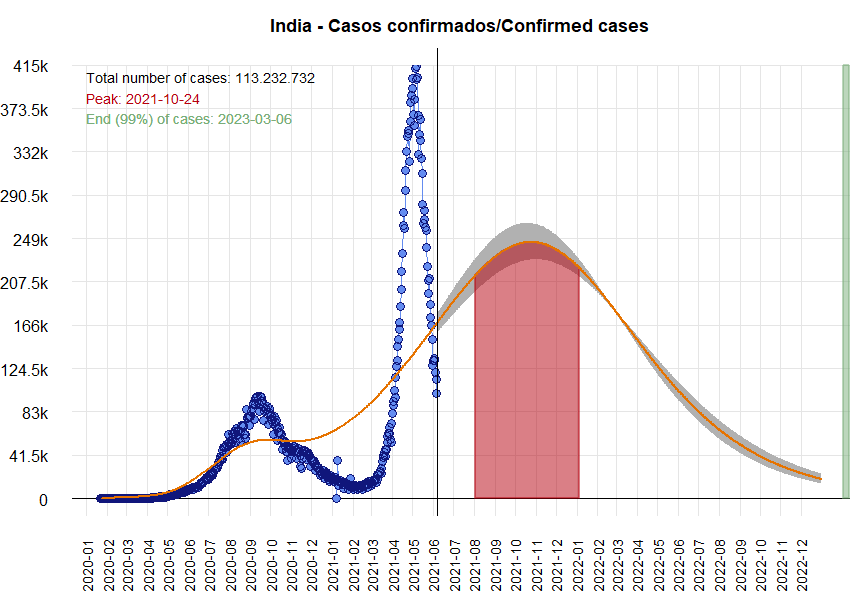 India - Casos confirmados/Confirmed cases
Total number of cases: 113.232.732
Peak: 2021-10-24
End (99%) of cases: 2023-03-06
415k
373.5k
332k
290.5k
249k
207.5k
166k
124.5k
83k
41.5k
0
2020-01
2020-02
2020-03
2020-04
2020-05
2020-06
2020-07
2020-08
2020-09
2020-10
2020-11
2020-12
2021-01
2021-02
2021-03
2021-04
2021-05
2021-06
2021-07
2021-08
2021-09
2021-10
2021-11
2021-12
2022-01
2022-02
2022-03
2022-04
2022-05
2022-06
2022-07
2022-08
2022-09
2022-10
2022-11
2022-12